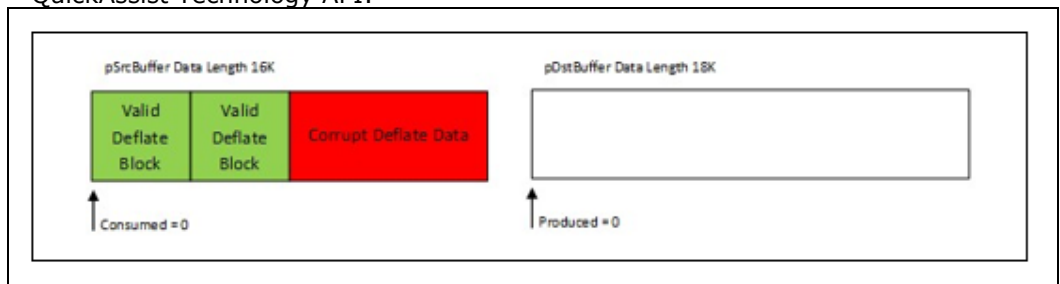 QuickAssist Technology API.
pSrcBuffer Data Length 16K
pDstBuffer Data Length 18K
Valid
Deflate
Block
Valid
Deflate
Block
Corrupt Deflate Data
Consumed = 0
Produced = 0